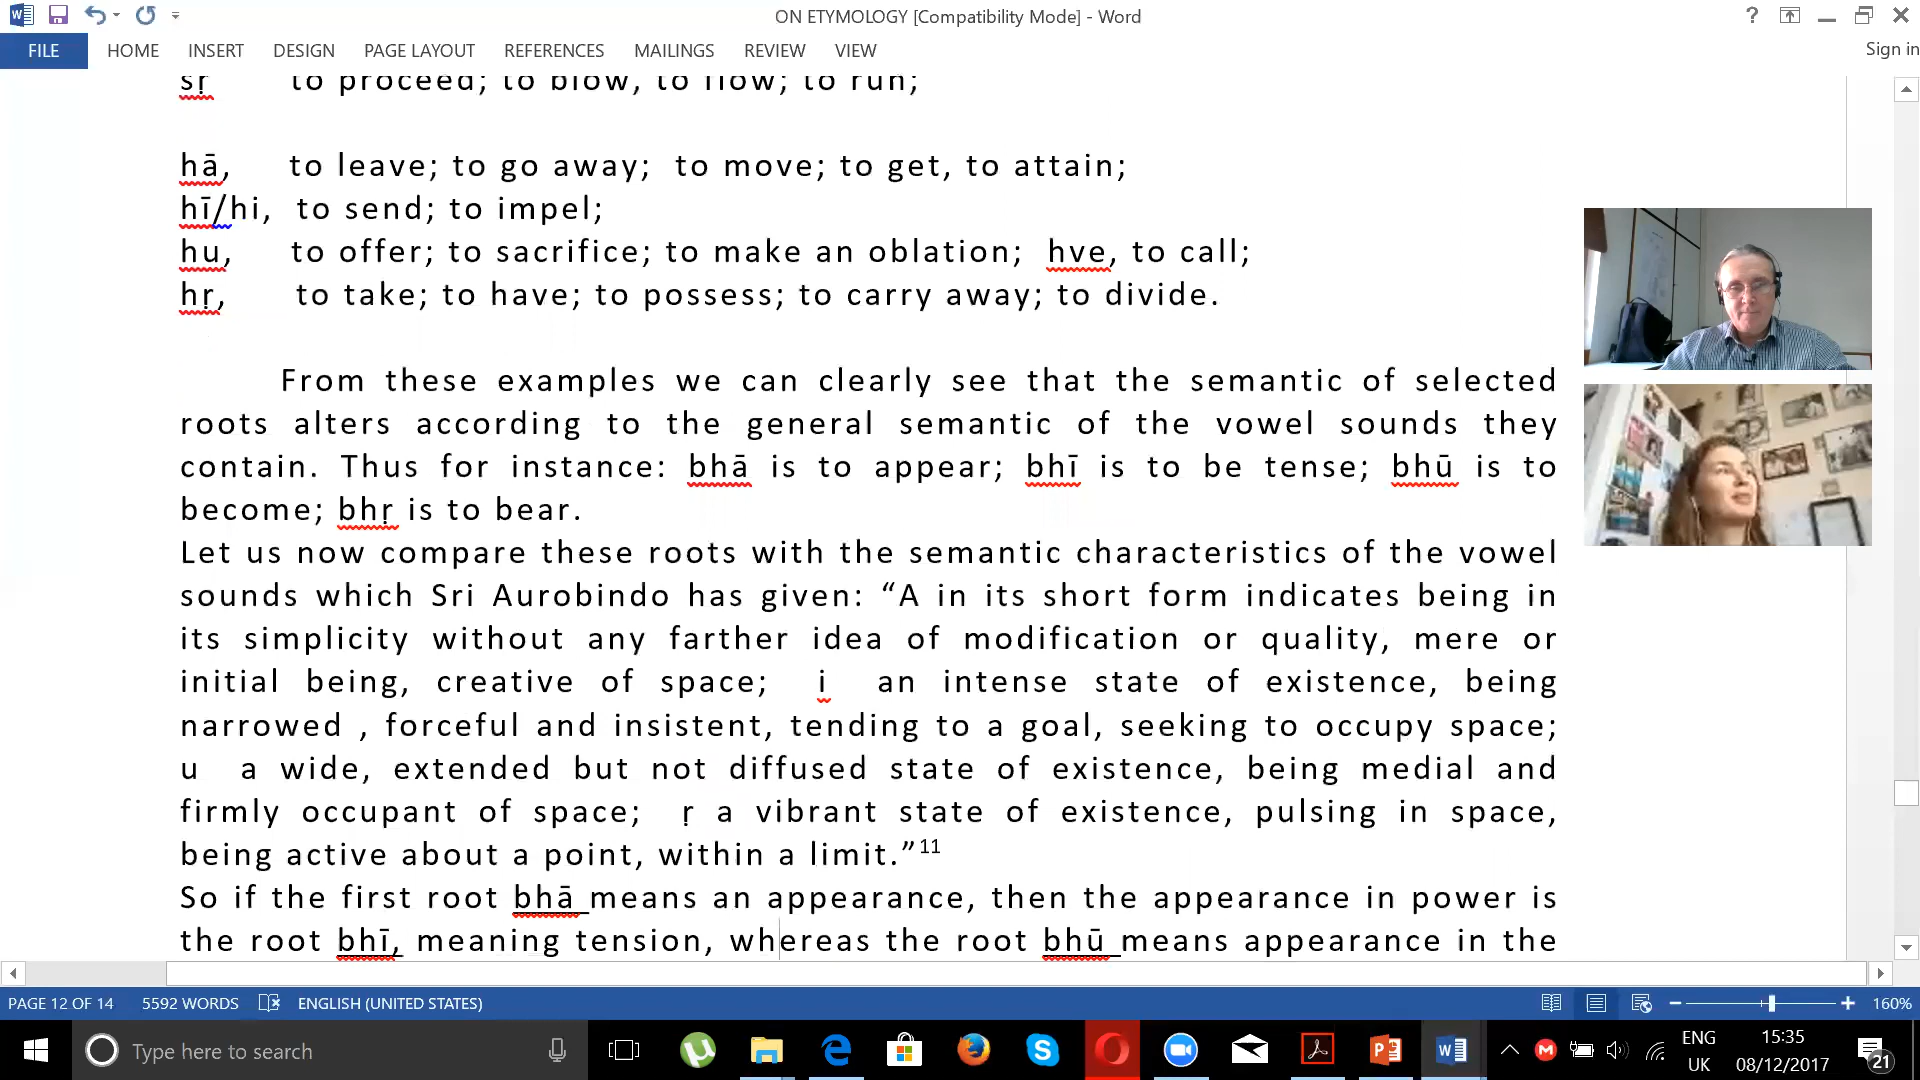 ON ETYMOLOGY [Compatibility Mode] - Word
FILE HOME INSERT DESIGN PAGE LAYOUT REFERENCES MAILINGS REVIEW VIEW Sign in
sṛ to proceed; to blow, to flow; to run;
hā, to leave; to go away; to move; to get, to attain;
hī/hi, to send; to impel;
hu, to offer; to sacrifice; to make an oblation; hve, to call;
hṛ, to take; to have; to possess; to carry away; to divide.
From these examples we can clearly see that the semantic of selected
roots alters according to the general semantic of the vowel sounds they
contain. Thus for instance: bhā is to appear; bhī is to be tense; bhū is to
become; bhṛ is to bear.
Let us now compare these roots with the semantic characteristics of the vowel
sounds which Sri Aurobindo has given: “A in its short form indicates being in
its simplicity without any farther idea of modification or quality, mere or
initial being, creative of space; i an intense state of existence, being
narrowed , forceful and insistent, tending to a goal, seeking to occupy space;
u a wide, extended but not diffused state of existence, being medial and
firmly occupant of space; ṛ a vibrant state of existence, pulsing in space,
being active about a point, within a limit.”11
So if the first root bhā means an appearance, then the appearance in power is
the root bhī, meaning tension, whereas the root bhū means appearance in the
PAGE 12 OF 14 5592 WORDS ENGLISH (UNITED STATES) 160%
Type here to search ENG 15:35
UK 08/12/2017 21